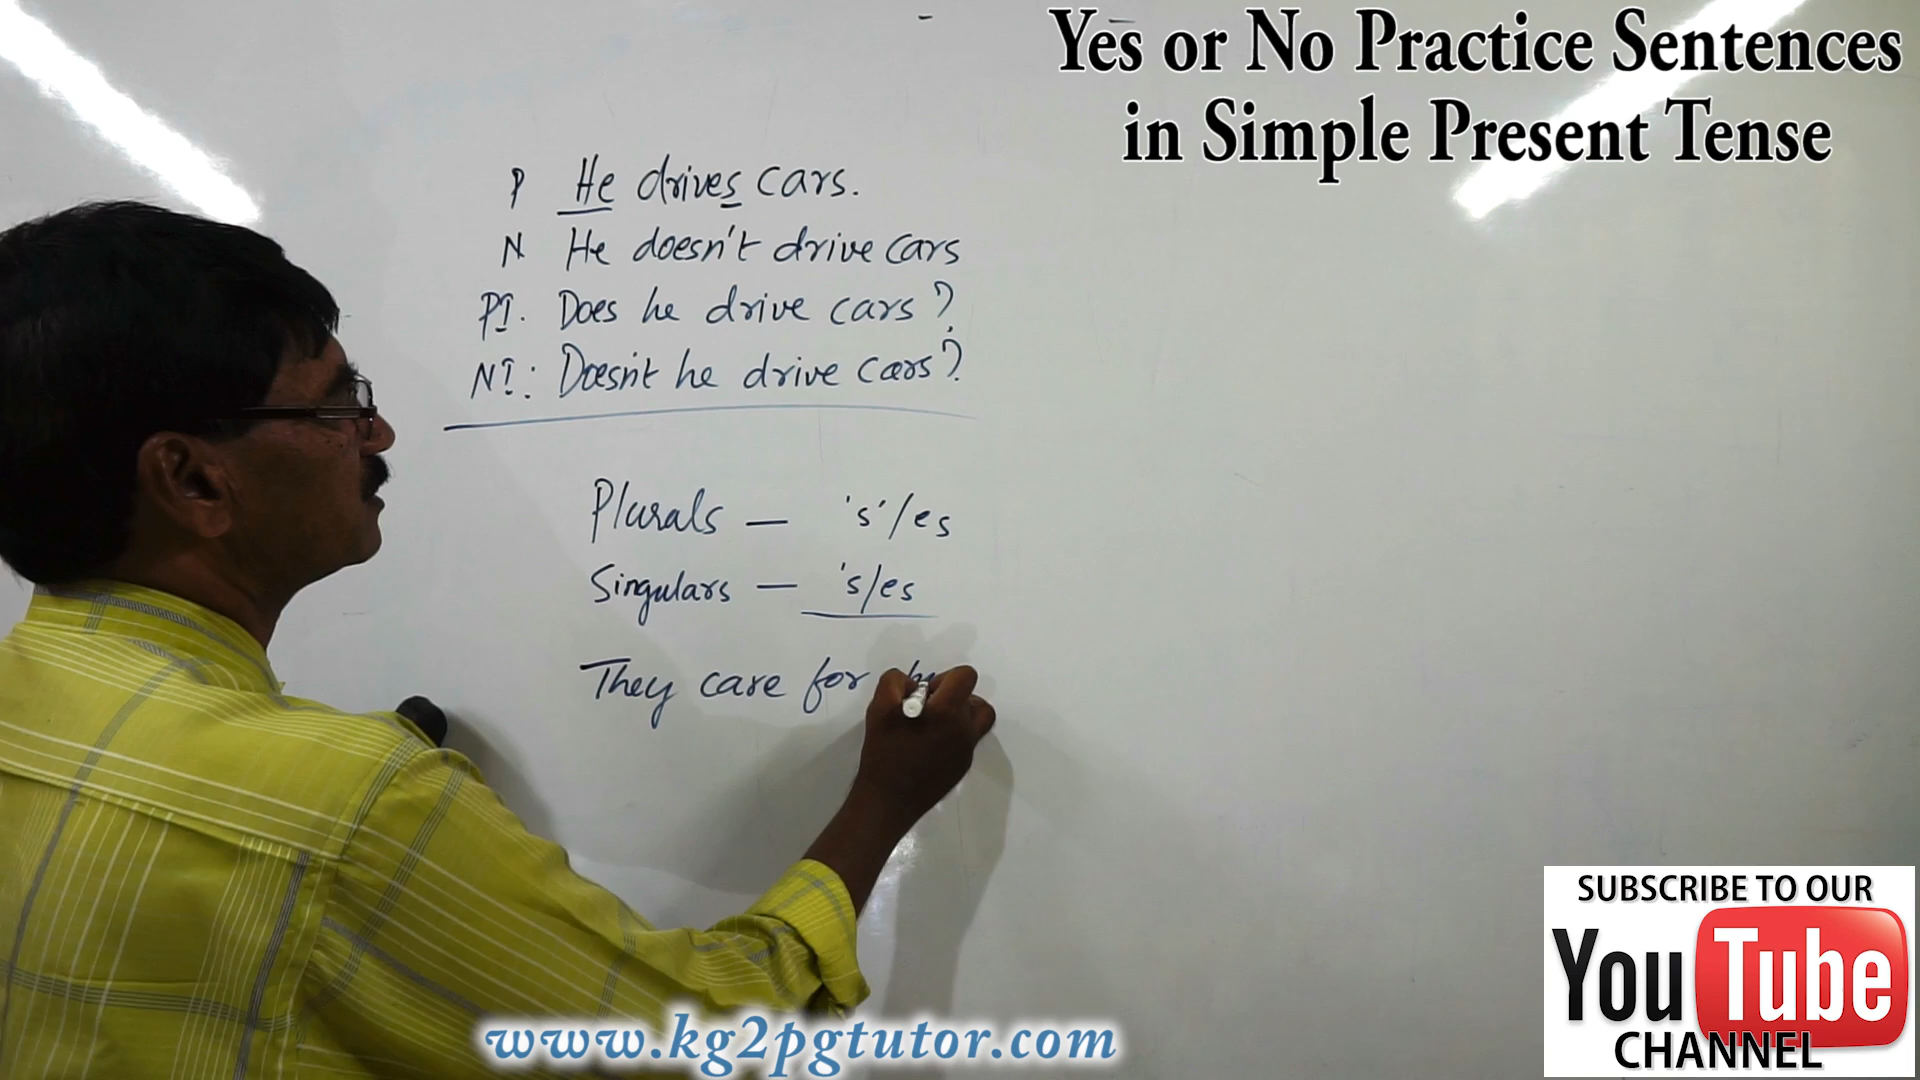 Yes or No Practice Sentences
in Simple Present Tense
P He drives cars.
N He doesn't drive cars
PI. Does he drive cars?
NI: Doesn't he drive cars?
Plurals — 's'/es
Singulars — 's/es
They care for
SUBSCRIBE TO OUR
YouTube
CHANNEL
www.kg2pgtutor.com